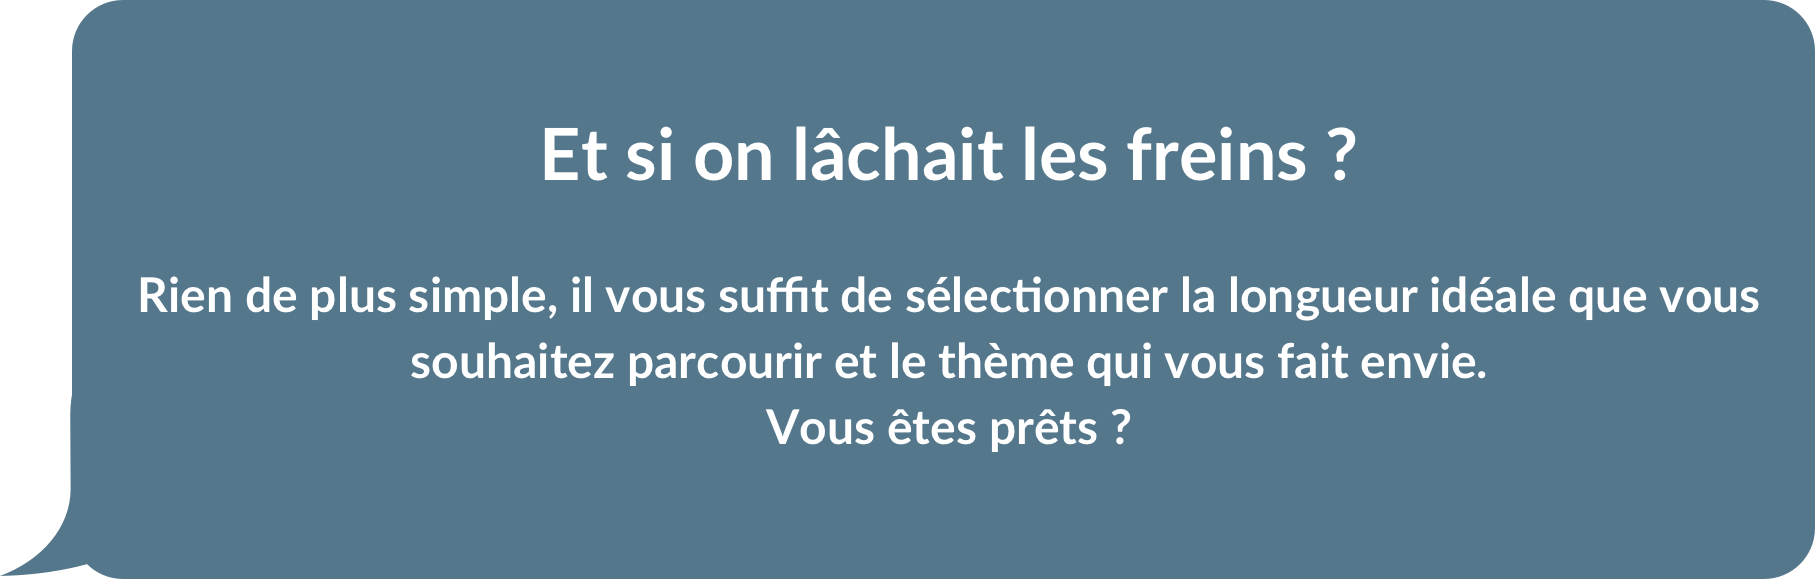 Et si on lâchait les freins ?
Rien de plus simple, il vous suffit de sélectionner la longueur idéale que vous
souhaitez parcourir et le thème qui vous fait envie.
Vous êtes prêts ?